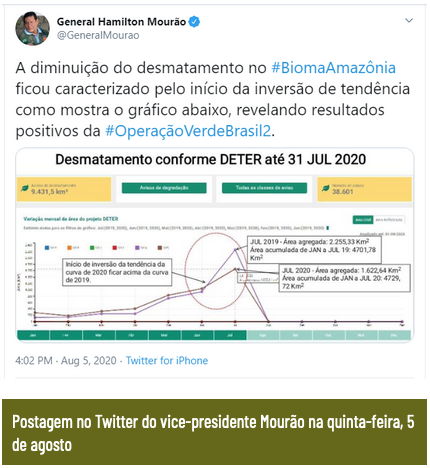 General Hamilton Mourão
@GeneralMourao
A diminuição do desmatamento no #BiomaAmazônia
ficou caracterizado pelo início da inversão de tendência
como mostra o gráfico abaixo, revelando resultados
positivos da #OperaçãoVerdeBrasil2.
Desmatamento conforme DETER até 31 JUL 2020
9.431,5 km²
Avisos de degradação
Todas as classes de aviso
38.601
Variação mensal de área do projeto DETER
JUL 2019 - Área agregada: 2.255,33 Km²
Área acumulada de JAN a JUL 19: 4701,78
Km²
Início de inversão da tendência da
curva de 2020 ficar acima da curva
de 2019.
JUL 2020 - Área agregada: 1.622,64 Km²
Área acumulada de JAN a JUL 20: 4729,
72 Km²
4:02 PM · Aug 5, 2020 · Twitter for iPhone
Postagem no Twitter do vice-presidente Mourão na quinta-feira, 5
de agosto